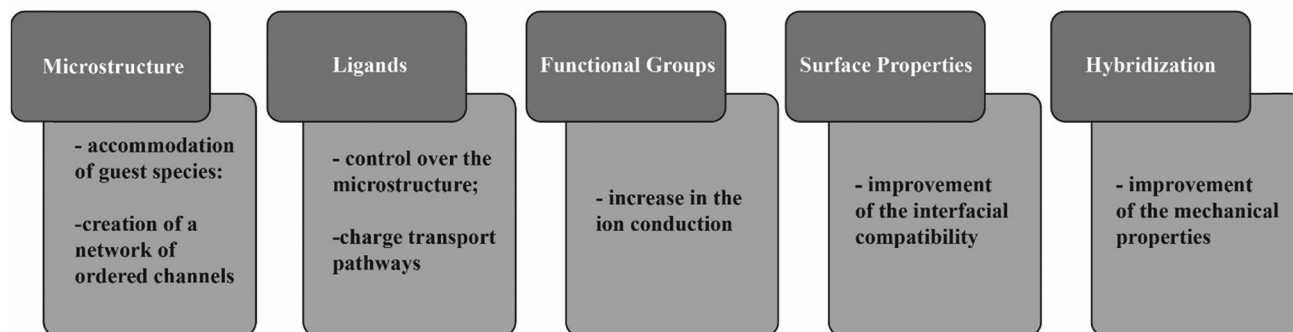 Microstructure
- accommodation
of guest species:
-creation of a
network of
ordered channels
Ligands
- control over the
microstructure;
-charge transport
pathways
Functional Groups
- increase in the
ion conduction
Surface Properties
- improvement
of the interfacial
compatibility
Hybridization
- improvement
of the mechanical
properties